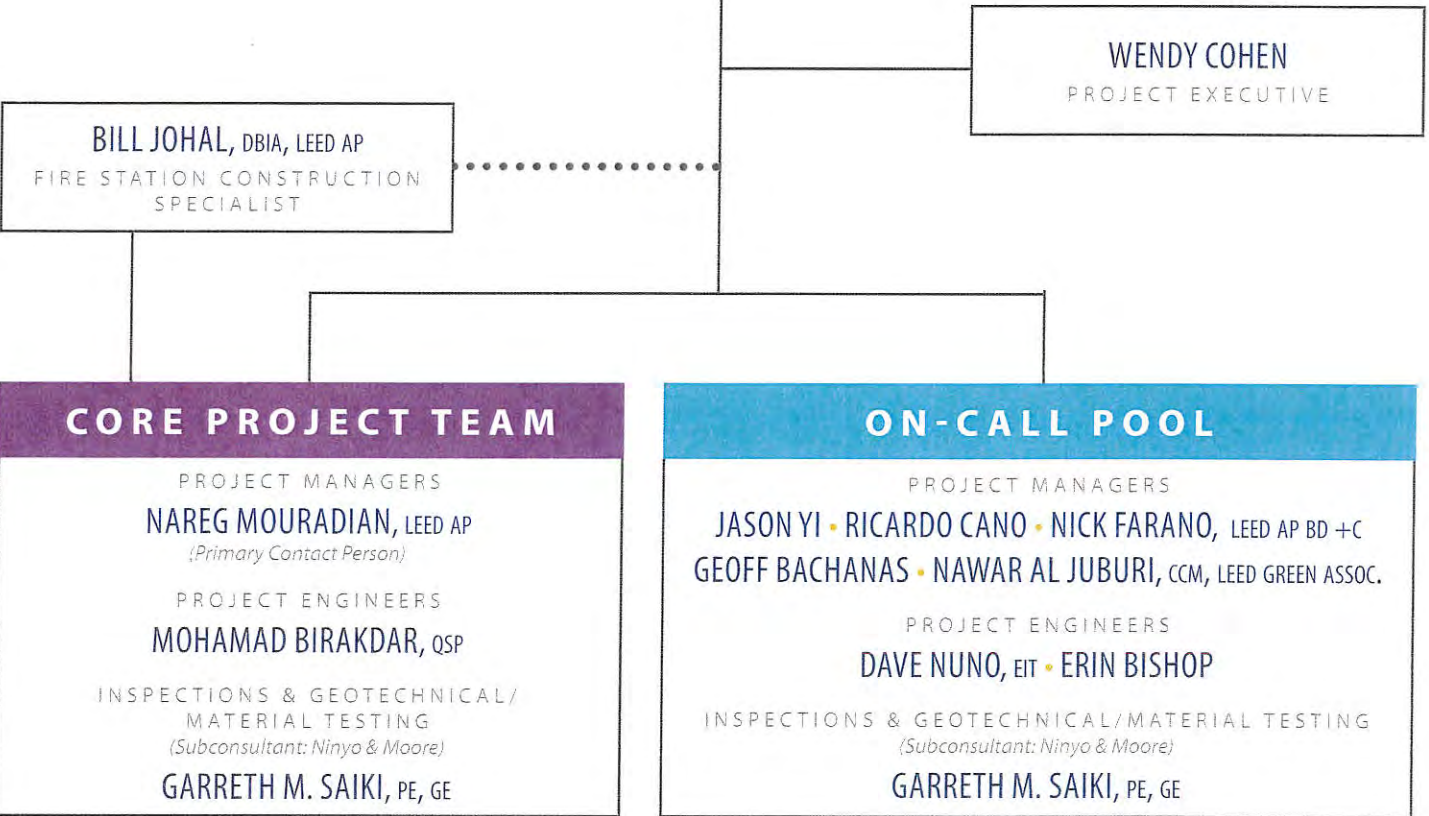 WENDY COHEN
PROJECT EXECUTIVE
BILL JOHAL, DBIA, LEED AP
FIRE STATION CONSTRUCTION
SPECIALIST
CORE PROJECT TEAM
PROJECT MANAGERS
NAREG MOURADIAN, LEED AP
(Primary Contact Person)
PROJECT ENGINEERS
MOHAMAD BIRAKDAR, QSP
INSPECTIONS & GEOTECHNICAL/
MATERIAL TESTING
(Subconsultant: Ninyo & Moore)
GARRETH M. SAIKI, PE, GE
ON-CALL POOL
PROJECT MANAGERS
JASON YI • RICARDO CANO • NICK FARANO, LEED AP BD +C
GEOFF BACHANAS • NAWAR AL JUBURI, CCM, LEED GREEN ASSOC.
PROJECT ENGINEERS
DAVE NUNO, EIT • ERIN BISHOP
INSPECTIONS & GEOTECHNICAL/MATERIAL TESTING
(Subconsultant: Ninyo & Moore)
GARRETH M. SAIKI, PE, GE